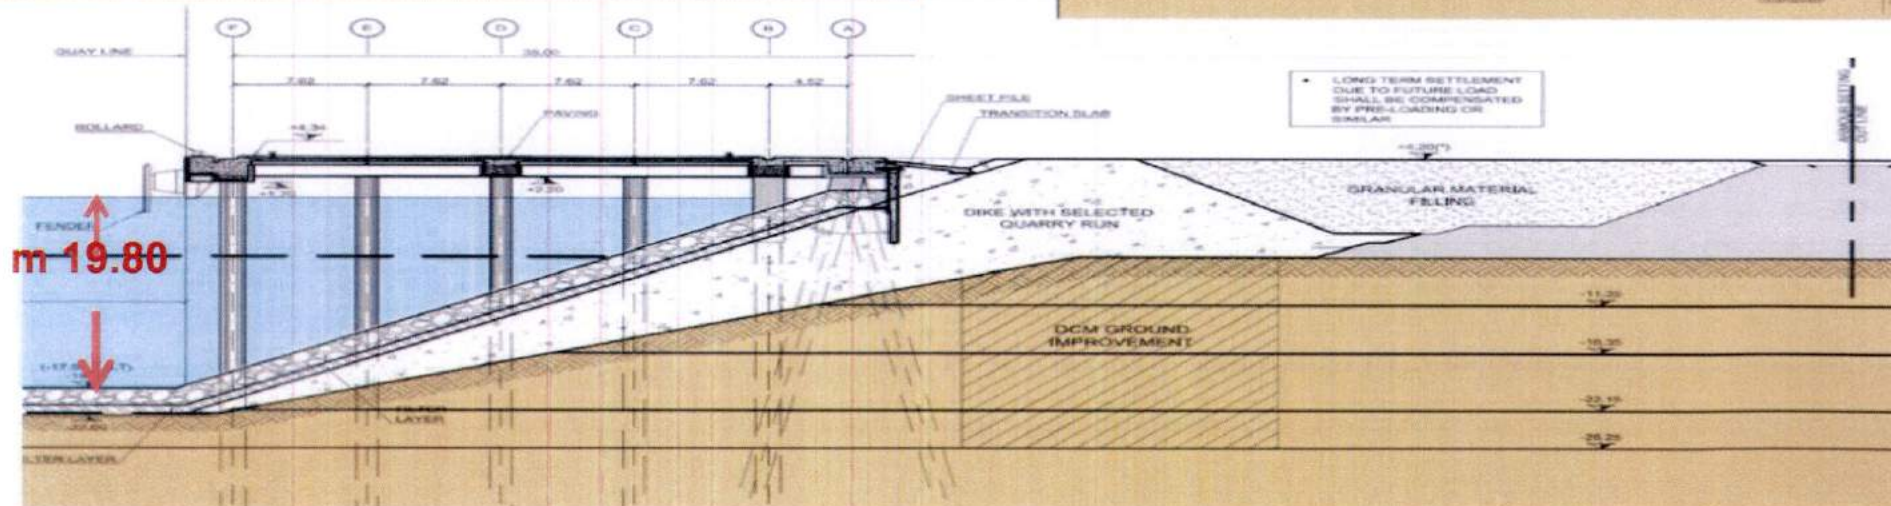 F E D C B A
QUAY LINE
35.00
7.62 7.62 7.62 7.62 4.52
BOLLARD
PAVING
SHEET PILE
TRANSITION SLAB
• LONG TERM SETTLEMENT
DUE TO FUTURE LOAD
SHALL BE COMPENSATED
BY PRE-LOADING OR
SIMILAR
+4.20(*)
+2.20
FENDER
m 19.80
DIKE WITH SELECTED
QUARRY RUN
GRANULAR MATERIAL
FILLING
-11.20
DCM GROUND
IMPROVEMENT
-16.35
FILTER
LAYER
-22.15
-26.25
LTER LAYER